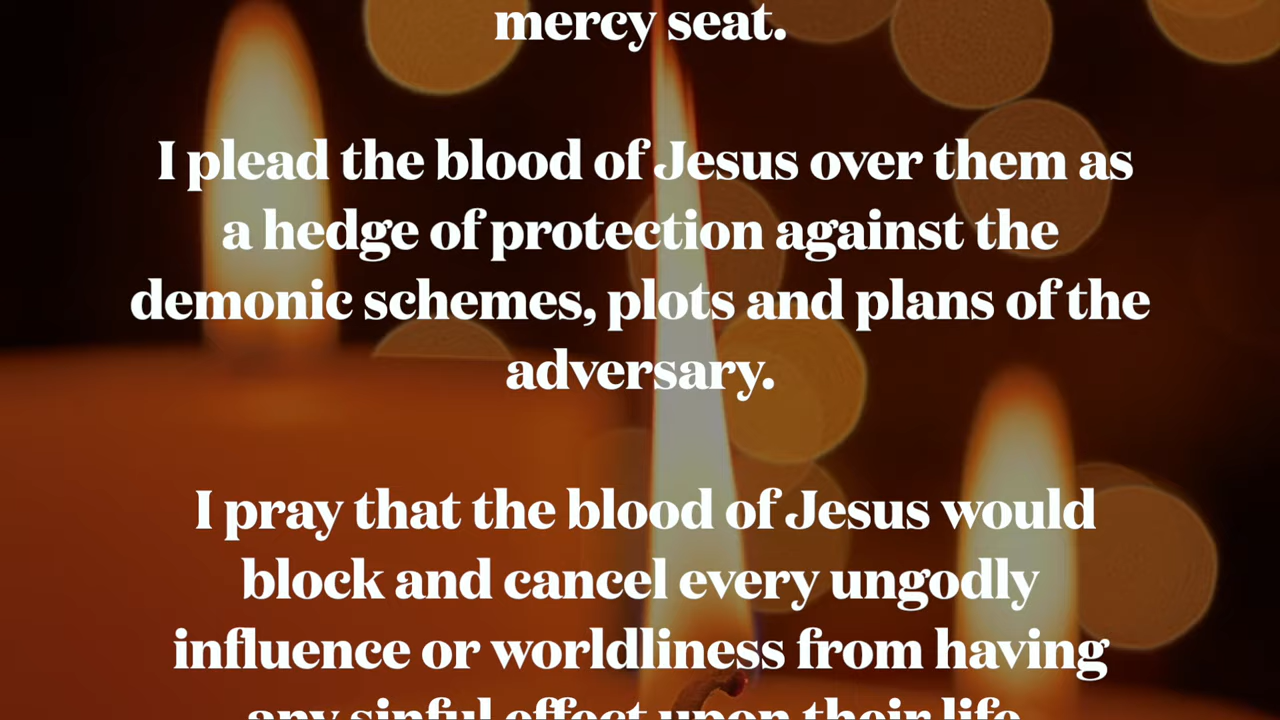 mercy seat.
I plead the blood of Jesus over them as
a hedge of protection against the
demonic schemes, plots and plans of the
adversary.
I pray that the blood of Jesus would
block and cancel every ungodly
influence or worldliness from having
any sinful effect upon their life